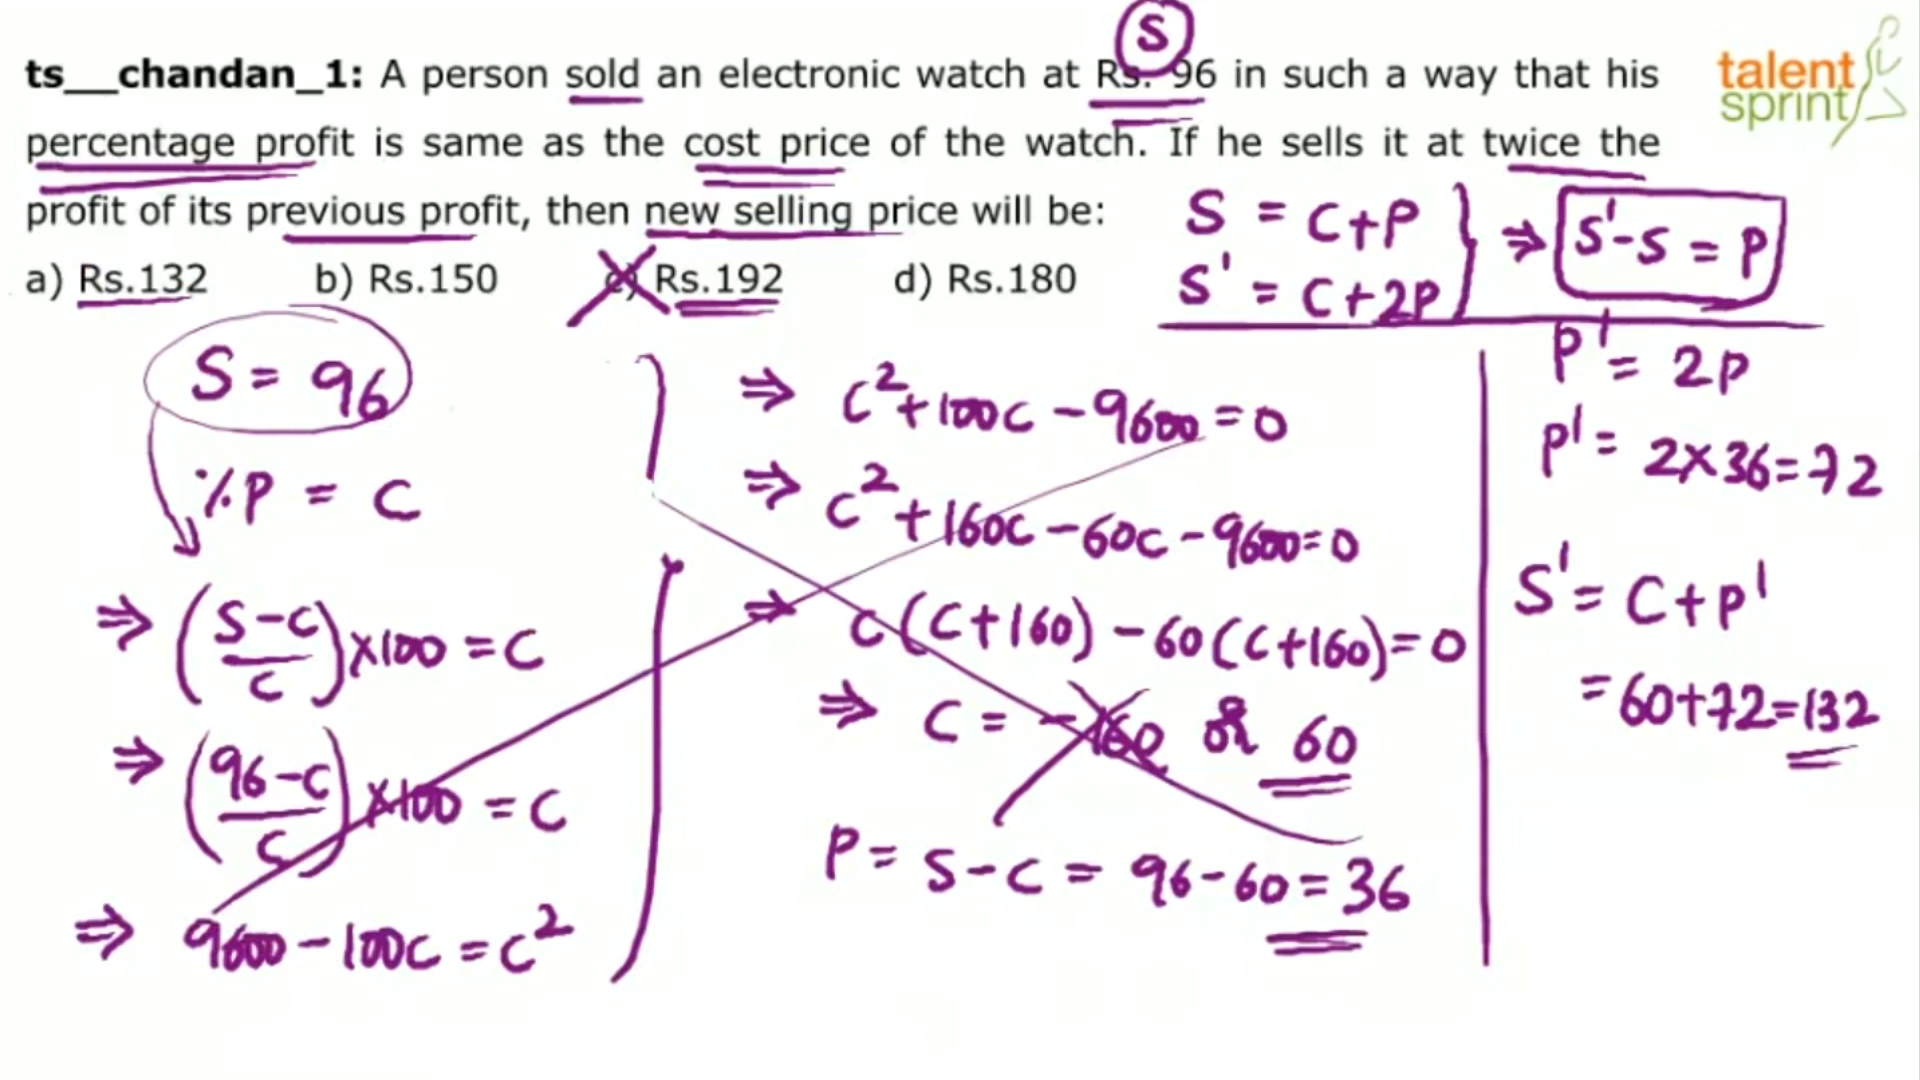 S
ts__chandan_1: A person sold an electronic watch at Rs. 96 in such a way that his
talent
sprint
percentage profit is same as the cost price of the watch. If he sells it at twice the
profit of its previous profit, then new selling price will be:
a) Rs.132 b) Rs.150 c) Rs.192 d) Rs.180
S = C+P
S' = C+2P
⇒ S'-S = P
S = 96
%P = C
⇒ (S-C/C)×100 = C
⇒ (96-C/C)×100 = C
⇒ 9600-100C = C²
⇒ C²+100C-9600=0
⇒ C²+160C-60C-9600=0
⇒ C(C+160)-60(C+160)=0
⇒ C = -160 or 60
P = S-C = 96-60=36
P' = 2P
P' = 2×36=72
S' = C+P'
= 60+72=132